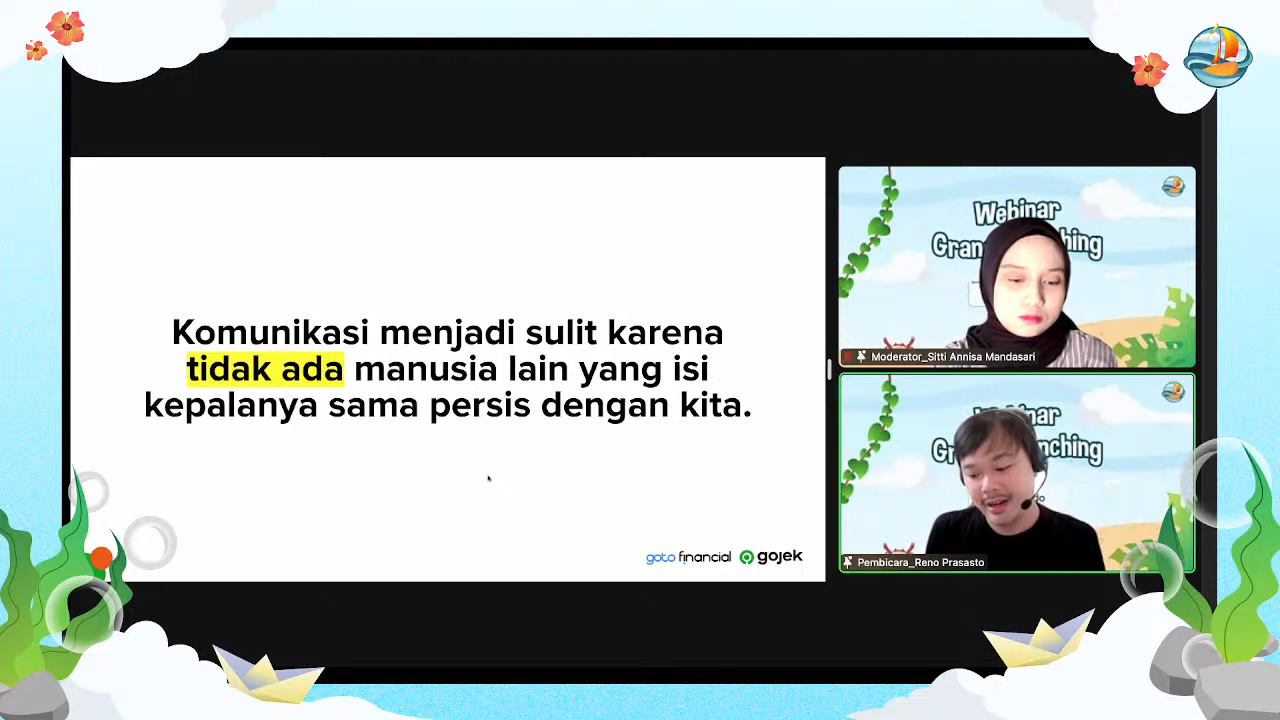 Komunikasi menjadi sulit karena
tidak ada manusia lain yang isi
kepalanya sama persis dengan kita.
goto financial gojek
Webinar
Moderator_Sitti Annisa Mandasari
Pembicara_Reno Prasasto